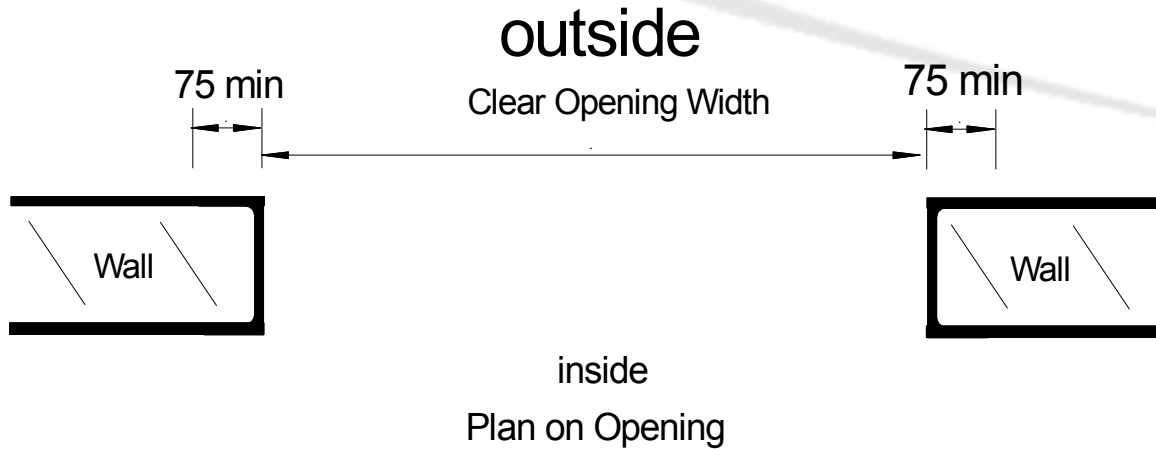 outside
75 min
Clear Opening Width
75 min
Wall
Wall
inside
Plan on Opening